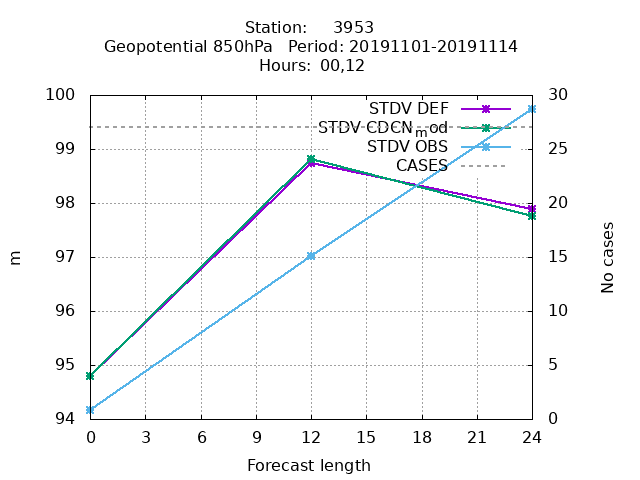 Station: 3953
Geopotential 850hPa Period: 20191101-20191114
Hours: 00,12
100
99
98
97
96
95
94
m
30
25
20
15
10
5
0
No cases
STDV DEF
STDV CDCN_mod
STDV OBS
CASES
0 3 6 9 12 15 18 21 24
Forecast length